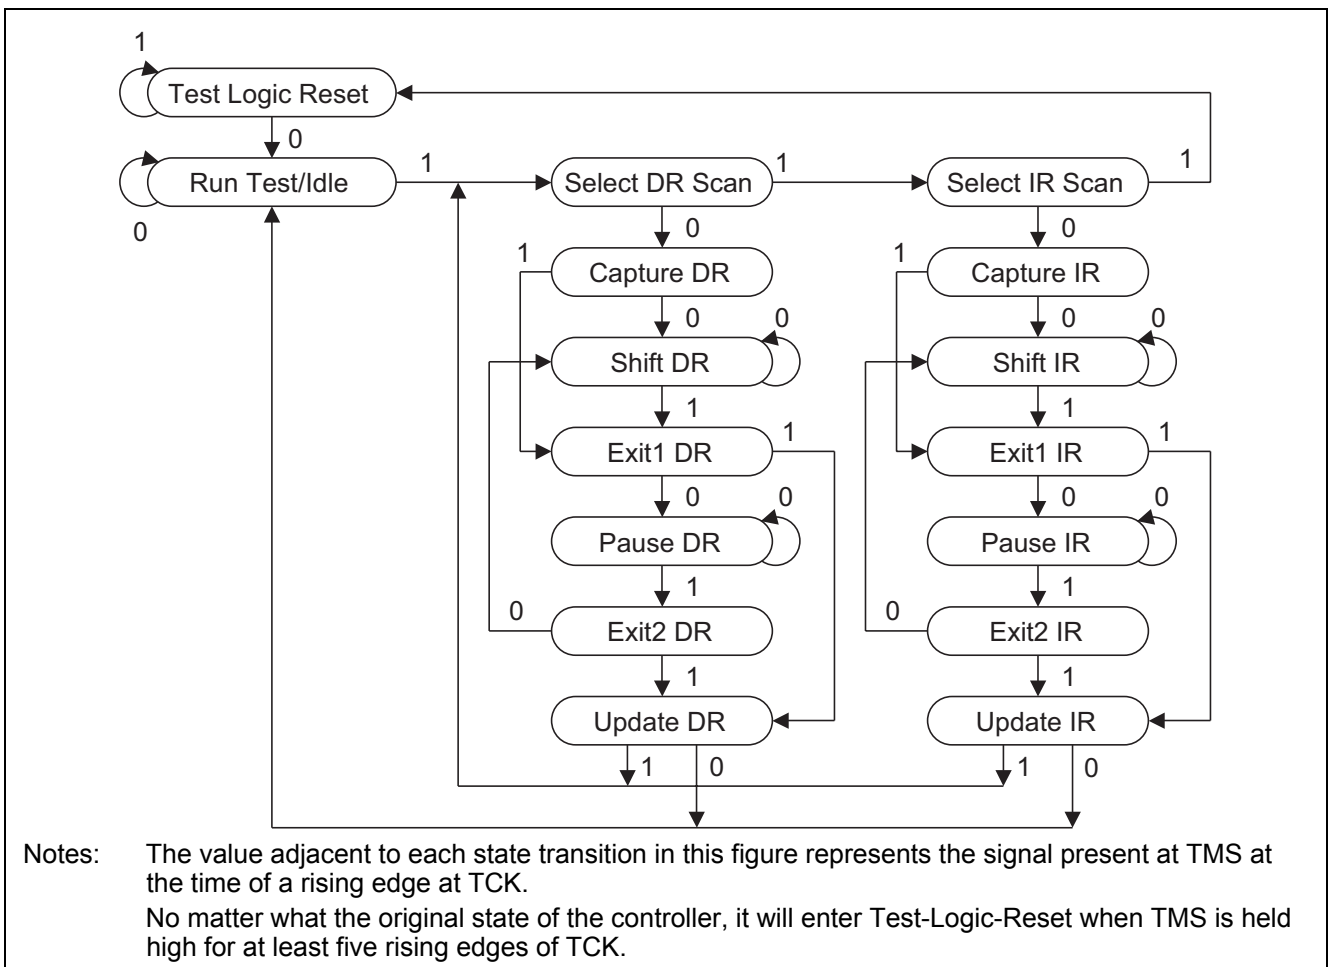 1
Test Logic Reset
0
Run Test/Idle
1
Select DR Scan
1
Select IR Scan
1
0
0
0
1
Capture DR
1
Capture IR
0
0
0
0
Shift DR
Shift IR
1
1
Exit1 DR
1
Exit1 IR
1
0
0
0
0
Pause DR
Pause IR
1
1
0
Exit2 DR
0
Exit2 IR
1
1
Update DR
Update IR
1
0
1
0
Notes: The value adjacent to each state transition in this figure represents the signal present at TMS at
the time of a rising edge at TCK.
No matter what the original state of the controller, it will enter Test-Logic-Reset when TMS is held
high for at least five rising edges of TCK.